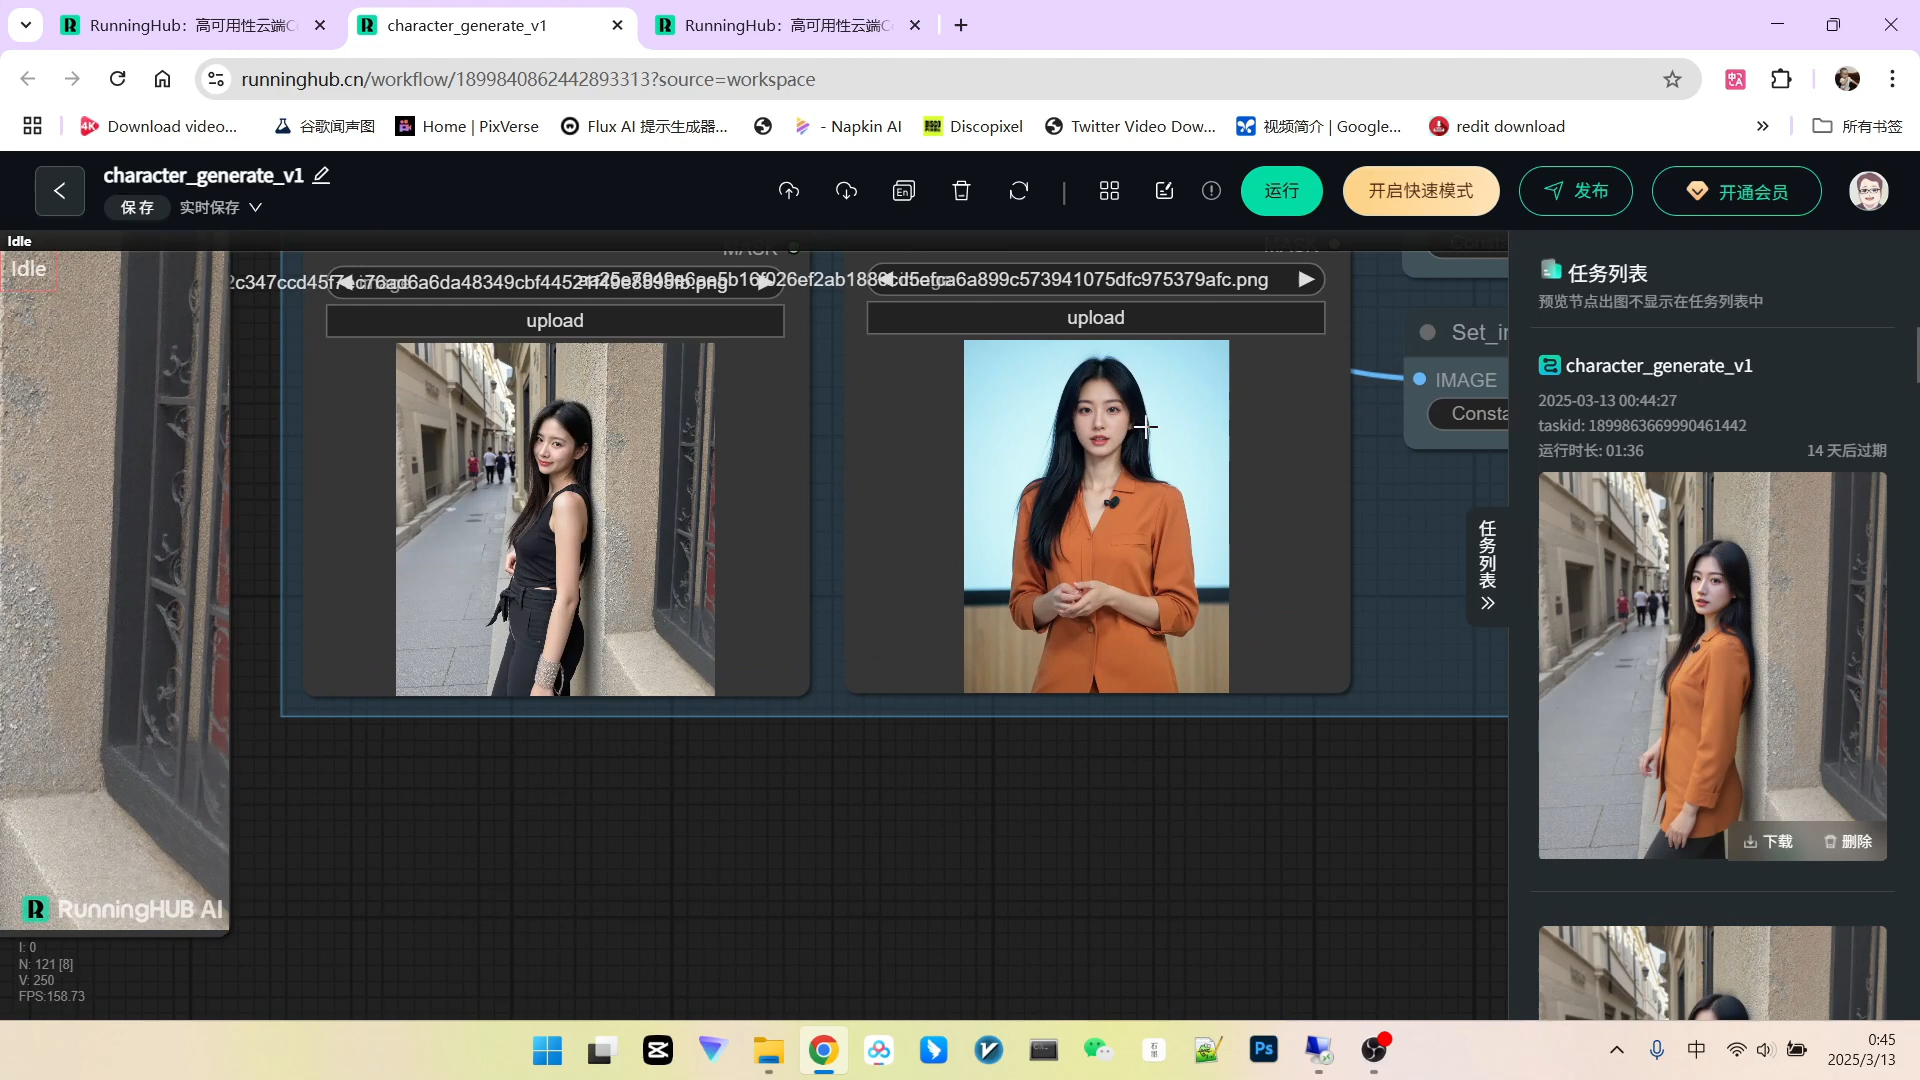 RunningHub：高可用性云端C
character_generate_v1
RunningHub：高可用性云端C
runninghub.cn/workflow/1899840862442893313?source=workspace
Download video...
谷歌闻声图
Home | PixVerse
Flux AI 提示生成器...
- Napkin AI
Discopixel
Twitter Video Dow...
视频简介 | Google...
redit download
所有书签
character_generate_v1
保存
实时保存
运行
开启快速模式
发布
开通会员
Idle
Idle
MASK
upload
MASK
cd5efca6a899c573941075dfc975379afc.png
upload
Set_in
IMAGE
Consta
任务列表
任务列表
预览节点出图不显示在任务列表中
character_generate_v1
2025-03-13 00:44:27
taskid: 1899863669990461442
运行时长: 01:36
14 天后过期
下载
删除
RunningHUB AI
I: 0
N: 121 [8]
V: 250
FPS:158.73
Ps
中
0:45
2025/3/13